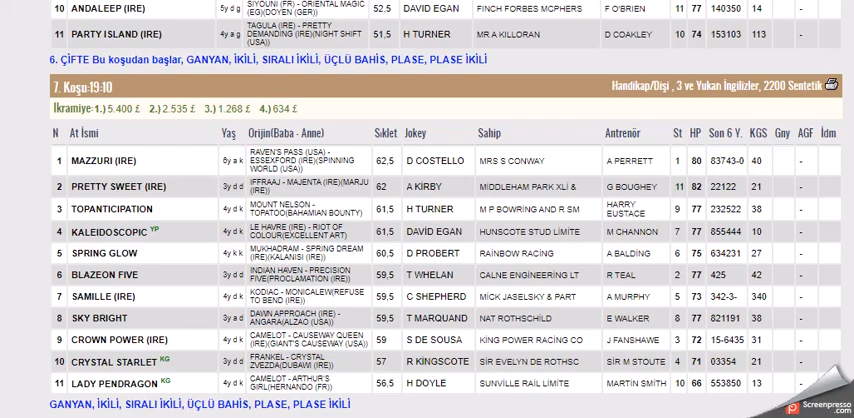 10 ANDALEEP (IRE) 5y d g SIYOUNI (FR) - ORIENTAL MAGIC (EG)(DOYEN (GER)) 52,5 DAVID EGAN FINCH FORBES MCPHERS F O'BRIEN 11 77 140350 14 -
11 PARTY ISLAND (IRE) 4y a g TAGULA (IRE) - PRETTY DEMANDING (IRE)(NIGHT SHIFT (USA)) 51,5 H TURNER MR A KILLORAN D COAKLEY 10 74 153103 113 -
6. ÇİFTE Bu koşudan başlar, GANYAN, İKİLİ, SIRALI İKİLİ, ÜÇLÜ BAHİS, PLASE, PLASE İKİLİ
7. Koşu:19:10 Handikap/Dişi , 3 ve Yukarı İngilizler, 2200 Sentetik
İkramiye:1.) 5.400 £ 2.) 2.535 £ 3.) 1.268 £ 4.) 634 £
N At İsmi Yaş Orijin(Baba - Anne) Sıklet Jokey Sahip Antrenör St HP Son 6 Y. KGS Gny AGF İdm
1 MAZZURI (IRE) 6y a k RAVEN'S PASS (USA) - ESSEXFORD (IRE)(SPINNING WORLD (USA)) 62,5 D COSTELLO MRS S CONWAY A PERRETT 1 80 83743-0 40 -
2 PRETTY SWEET (IRE) 3y d d IFFRAAJ - MAJENTA (IRE)(MARJU (IRE)) 62 A KİRBY MİDDLEHAM PARK XLİ & G BOUGHEY 11 82 22122 21 -
3 TOPANTICIPATION 4y d k MOUNT NELSON - TOPATOO(BAHAMIAN BOUNTY) 61,5 H TURNER M P BOWRİNG AND R SM HARRY EUSTACE 9 77 232522 38 -
4 KALEIDOSCOPIC YP 4y d k LE HAVRE (IRE) - RIOT OF COLOUR(EXCELLENT ART) 61,5 DAVİD EGAN HUNSCOTE STUD LİMİTE M CHANNON 7 77 855444 10 -
5 SPRING GLOW 4y k k MUKHADRAM - SPRING DREAM (IRE)(KALANISI (IRE)) 60,5 D PROBERT RAİNBOW RACİNG A BALDİNG 6 75 634231 27 -
6 BLAZEON FIVE 3y d d INDIAN HAVEN - PRECISION FIVE(PROCLAMATION (IRE)) 59,5 T WHELAN CALNE ENGİNEERİNG LT R TEAL 2 77 425 42 -
7 SAMILLE (IRE) 4y d k KODIAC - MONICALEW(REFUSE TO BEND (IRE)) 59,5 C SHEPHERD MİCK JASELSKY & PART A MURPHY 5 73 342-3- 340 -
8 SKY BRIGHT 3y a d DAWN APPROACH (IRE) - ANGARA(ALZAO (USA)) 59,5 T MARQUAND NAT ROTHSCHİLD E WALKER 8 77 821191 38 -
9 CROWN POWER (IRE) 4y d k CAMELOT - CAUSEWAY QUEEN (IRE)(GIANT'S CAUSEWAY (USA)) 59 S DE SOUSA KİNG POWER RACİNG CO J FANSHAWE 3 72 15-6435 31 -
10 CRYSTAL STARLET KG 3y d d FRANKEL - CRYSTAL ZVEZDA(DUBAWI (IRE)) 57 R KİNGSCOTE SİR EVELYN DE ROTHSC SİR M STOUTE 4 71 03354 21 -
11 LADY PENDRAGON KG 4y d k CAMELOT - ARTHUR'S GIRL(HERNANDO (FR)) 56,5 H DOYLE SUNVİLLE RAİL LİMİTE MARTİN SMİTH 10 66 553850 13 -
GANYAN, İKİLİ, SIRALI İKİLİ, ÜÇLÜ BAHİS, PLASE, PLASE İKİLİ
Screenpresso
.com